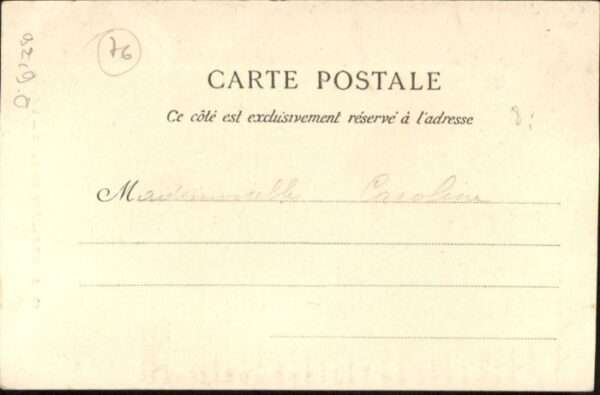 76
CARTE POSTALE
Ce côté est exclusivement réservé à l'adresse
Mademoiselle Caroline